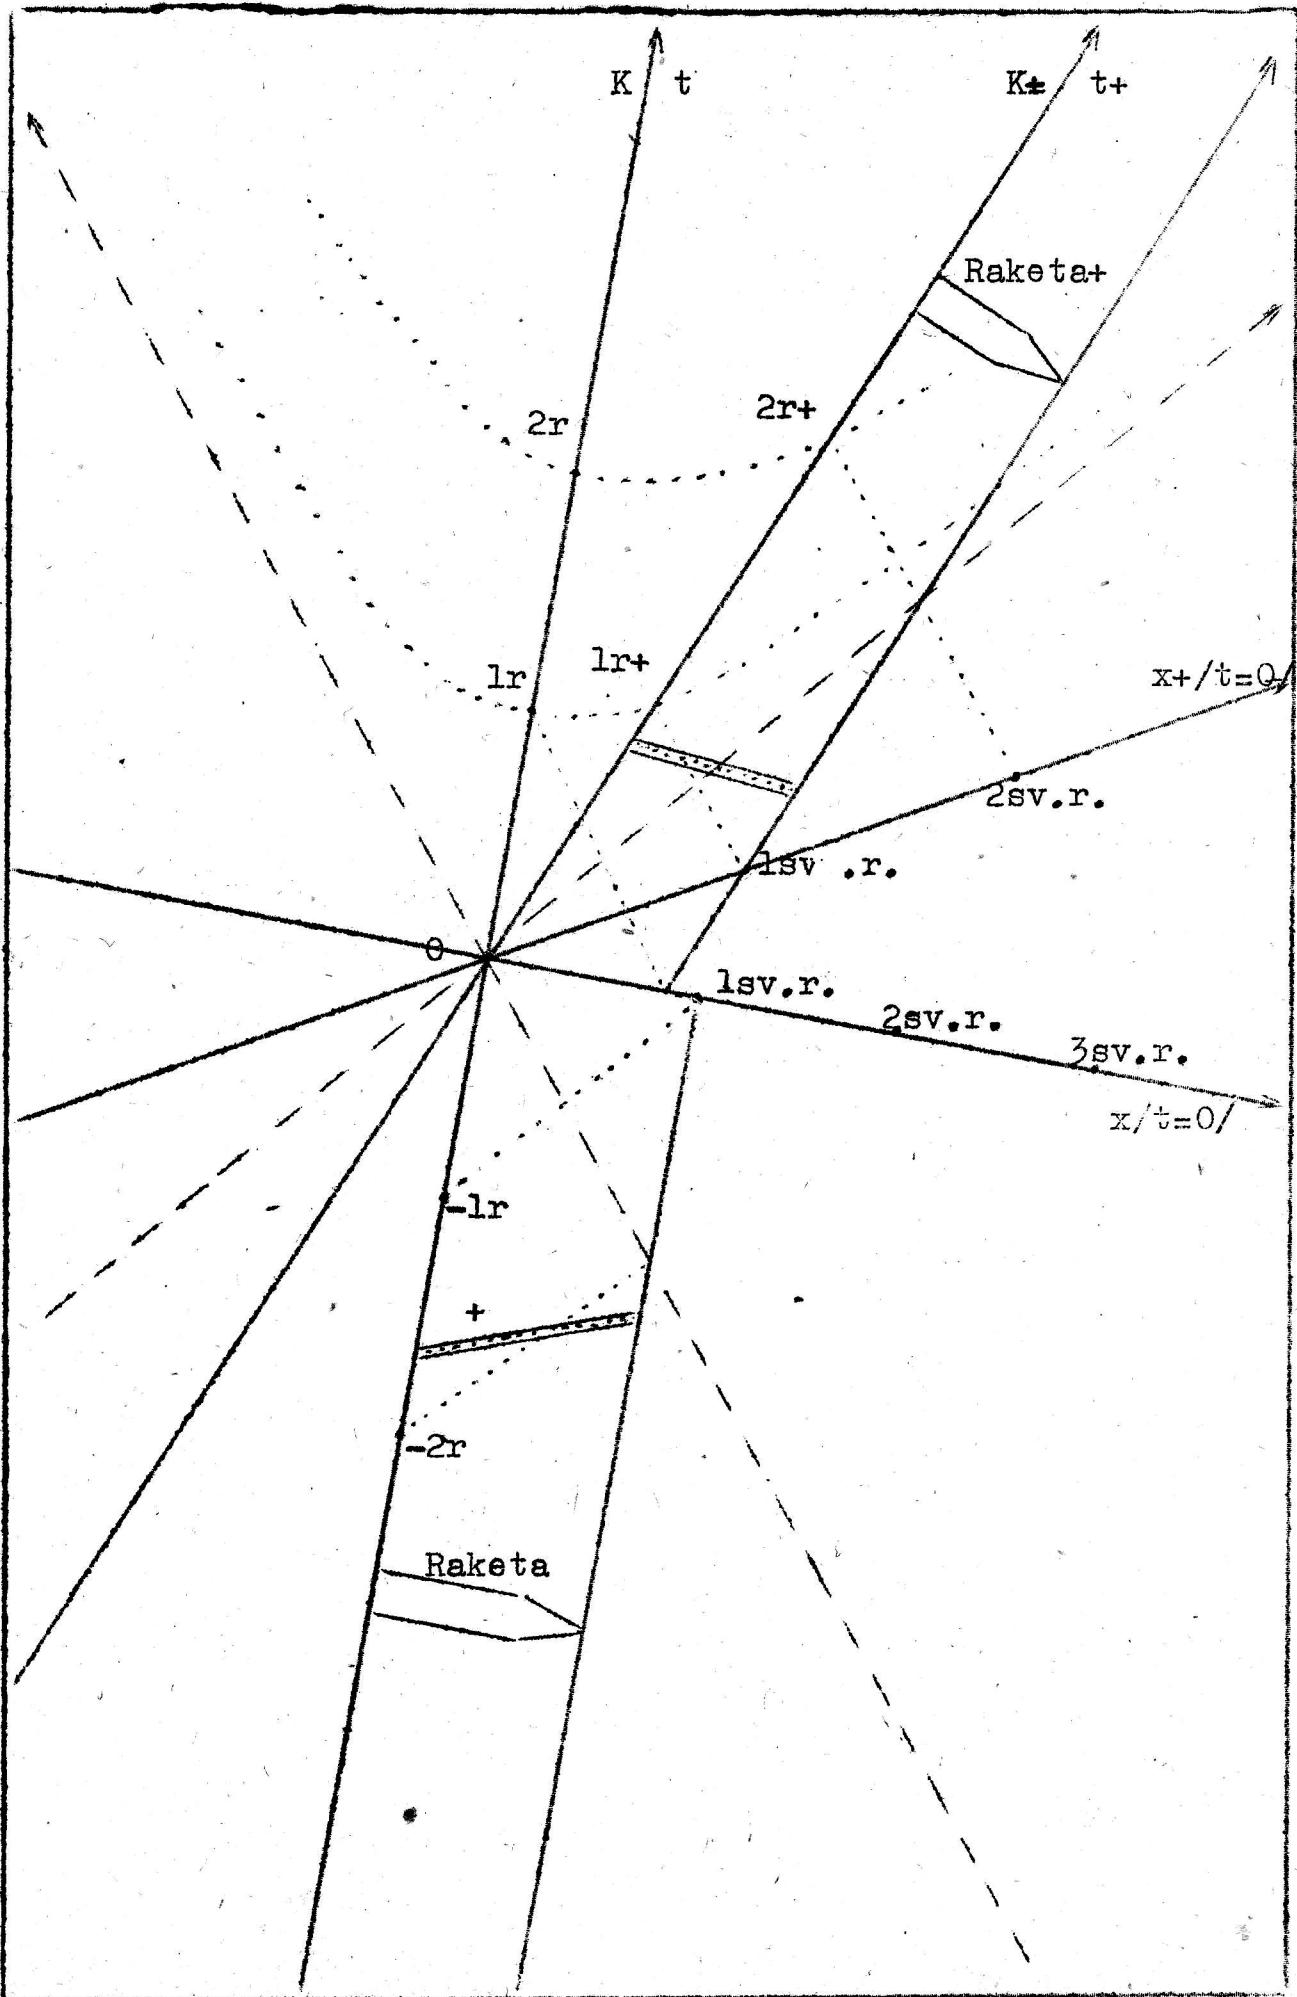 K t
K± t+
Raketa+
2r
2r+
1r
1r+
x+/t=0/
2sv.r.
1sv .r.
0
1sv.r.
2sv.r.
3sv.r.
x/t=0/
-1r
+
-2r
Raketa